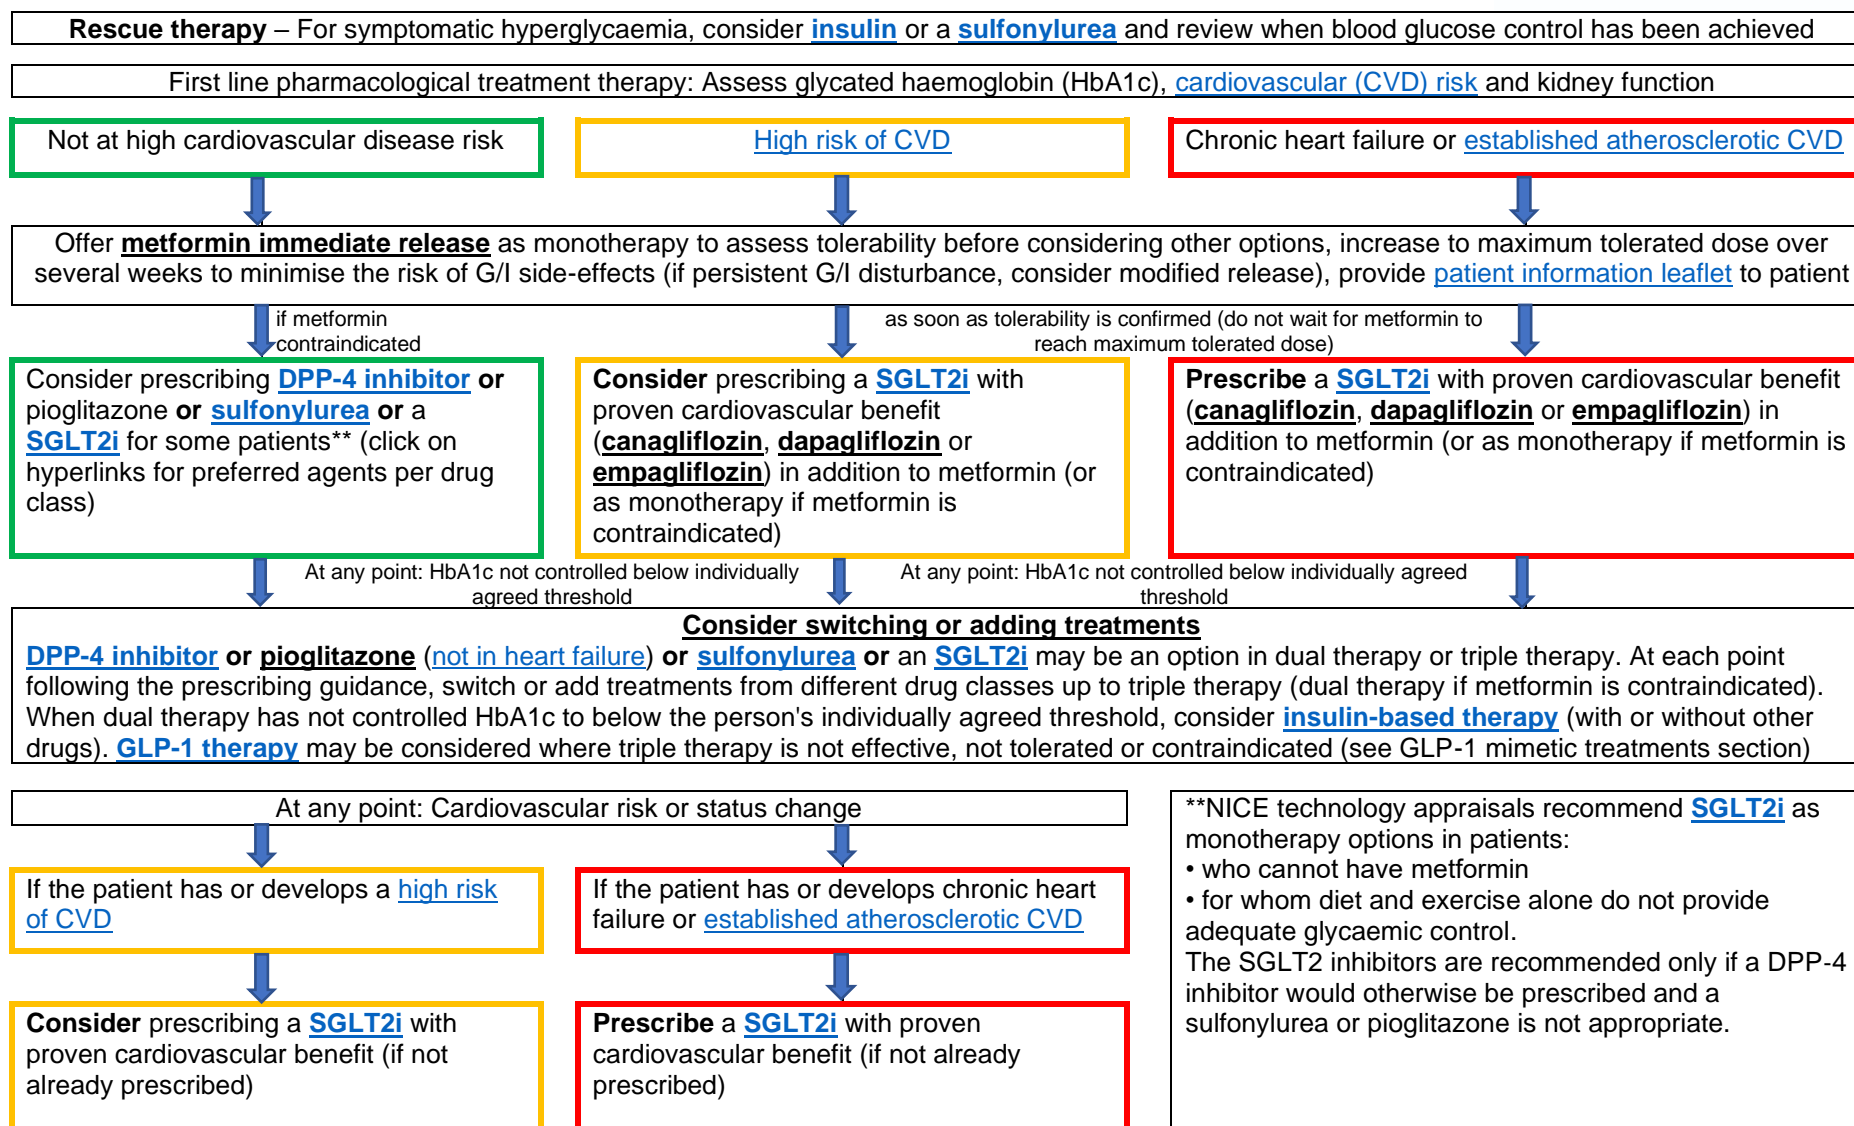 Rescue therapy – For symptomatic hyperglycaemia, consider insulin or a sulfonylurea and review when blood glucose control has been achieved
First line pharmacological treatment therapy: Assess glycated haemoglobin (HbA1c), cardiovascular (CVD) risk and kidney function
Not at high cardiovascular disease risk
High risk of CVD
Chronic heart failure or established atherosclerotic CVD
Offer metformin immediate release as monotherapy to assess tolerability before considering other options, increase to maximum tolerated dose over
several weeks to minimise the risk of G/I side-effects (if persistent G/I disturbance, consider modified release), provide patient information leaflet to patient
if metformin
contraindicated
as soon as tolerability is confirmed (do not wait for metformin to
reach maximum tolerated dose)
Consider prescribing DPP-4 inhibitor or
pioglitazone or sulfonylurea or a
SGLT2i for some patients** (click on
hyperlinks for preferred agents per drug
class)
Consider prescribing a SGLT2i with
proven cardiovascular benefit
(canagliflozin, dapagliflozin or
empagliflozin) in addition to metformin (or
as monotherapy if metformin is
contraindicated)
Prescribe a SGLT2i with proven cardiovascular benefit
(canagliflozin, dapagliflozin or empagliflozin) in
addition to metformin (or as monotherapy if metformin is
contraindicated)
At any point: HbA1c not controlled below individually
agreed threshold
At any point: HbA1c not controlled below individually agreed
threshold
Consider switching or adding treatments
DPP-4 inhibitor or pioglitazone (not in heart failure) or sulfonylurea or an SGLT2i may be an option in dual therapy or triple therapy. At each point
following the prescribing guidance, switch or add treatments from different drug classes up to triple therapy (dual therapy if metformin is contraindicated).
When dual therapy has not controlled HbA1c to below the person's individually agreed threshold, consider insulin-based therapy (with or without other
drugs). GLP-1 therapy may be considered where triple therapy is not effective, not tolerated or contraindicated (see GLP-1 mimetic treatments section)
At any point: Cardiovascular risk or status change
If the patient has or develops a high risk
of CVD
If the patient has or develops chronic heart
failure or established atherosclerotic CVD
Consider prescribing a SGLT2i with
proven cardiovascular benefit (if not
already prescribed)
Prescribe a SGLT2i with proven
cardiovascular benefit (if not already
prescribed)
**NICE technology appraisals recommend SGLT2i as
monotherapy options in patients:
• who cannot have metformin
• for whom diet and exercise alone do not provide
adequate glycaemic control.
The SGLT2 inhibitors are recommended only if a DPP-4
inhibitor would otherwise be prescribed and a
sulfonylurea or pioglitazone is not appropriate.